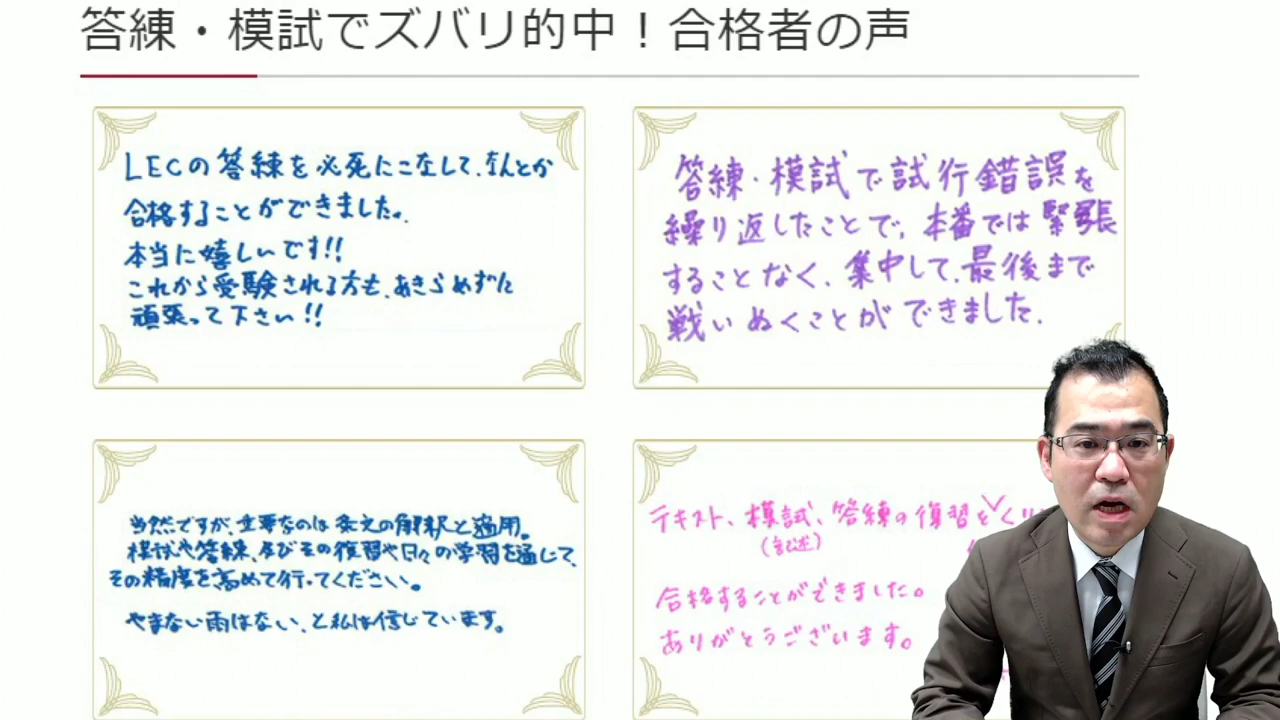 答練・模試でズバリ的中！合格者の声
LECの答練を必死にこなして、なんとか
合格することができました。
本当に嬉しいです!!
これから受験される方も、あきらめずに
頑張って下さい!!
答練・模試で試行錯誤を
繰り返したことで、本番では緊張
することなく、集中して、最後まで
戦いぬくことができました。
当然ですが、重要なのは条文の解釈と適用。
模試や答練、及びその復習や日々の学習を通じて、
その精度を高めて行ってください。
やまない雨はない、と私は信じています。
テキスト、模試、答練の復習を くり
(記述)
合格することができました。
ありがとうございます。